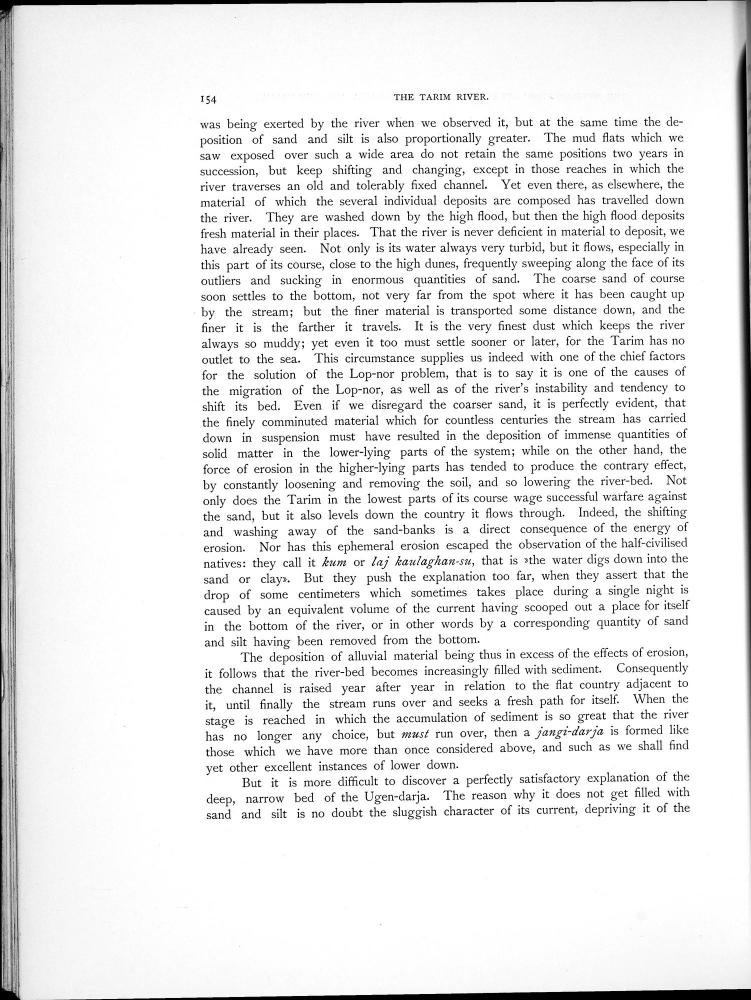 154
THE TARIM RIVER.
was being exerted by the river when we observed it, but at the same time the de-
position of sand and silt is also proportionally greater. The mud flats which we
saw exposed over such a wide area do not retain the same positions two years in
succession, but keep shifting and changing, except in those reaches in which the
river traverses an old and tolerably fixed channel. Yet even there, as elsewhere, the
material of which the several individual deposits are composed has travelled down
the river. They are washed down by the high flood, but then the high flood deposits
fresh material in their places. That the river is never deficient in material to deposit, we
have already seen. Not only is its water always very turbid, but it flows, especially in
this part of its course, close to the high dunes, frequently sweeping along the face of its
outliers and sucking in enormous quantities of sand. The coarse sand of course
soon settles to the bottom, not very far from the spot where it has been caught up
by the stream; but the finer material is transported some distance down, and the
finer it is the farther it travels. It is the very finest dust which keeps the river
always so muddy; yet even it too must settle sooner or later, for the Tarim has no
outlet to the sea. This circumstance supplies us indeed with one of the chief factors
for the solution of the Lop-nor problem, that is to say it is one of the causes of
the migration of the Lop-nor, as well as of the river's instability and tendency to
shift its bed. Even if we disregard the coarser sand, it is perfectly evident, that
the finely comminuted material which for countless centuries the stream has carried
down in suspension must have resulted in the deposition of immense quantities of
solid matter in the lower-lying parts of the system; while on the other hand, the
force of erosion in the higher-lying parts has tended to produce the contrary effect,
by constantly loosening and removing the soil, and so lowering the river-bed. Not
only does the Tarim in the lowest parts of its course wage successful warfare against
the sand, but it also levels down the country it flows through. Indeed, the shifting
and washing away of the sand-banks is a direct consequence of the energy of
erosion. Nor has this ephemeral erosion escaped the observation of the half-civilised
natives: they call it kum or laj kaulaghan-su, that is »the water digs down into the
sand or clay». But they push the explanation too far, when they assert that the
drop of some centimeters which sometimes takes place during a single night is
caused by an equivalent volume of the current having scooped out a place for itself
in the bottom of the river, or in other words by a corresponding quantity of sand
and silt having been removed from the bottom.
The deposition of alluvial material being thus in excess of the effects of erosion,
it follows that the river-bed becomes increasingly filled with sediment. Consequently
the channel is raised year after year in relation to the flat country adjacent to
it, until finally the stream runs over and seeks a fresh path for itself. When the
stage is reached in which the accumulation of sediment is so great that the river
has no longer any choice, but must run over, then a jangi-darja is formed like
those which we have more than once considered above, and such as we shall find
yet other excellent instances of lower down.
But it is more difficult to discover a perfectly satisfactory explanation of the
deep, narrow bed of the Ugen-darja. The reason why it does not get filled with
sand and silt is no doubt the sluggish character of its current, depriving it of the